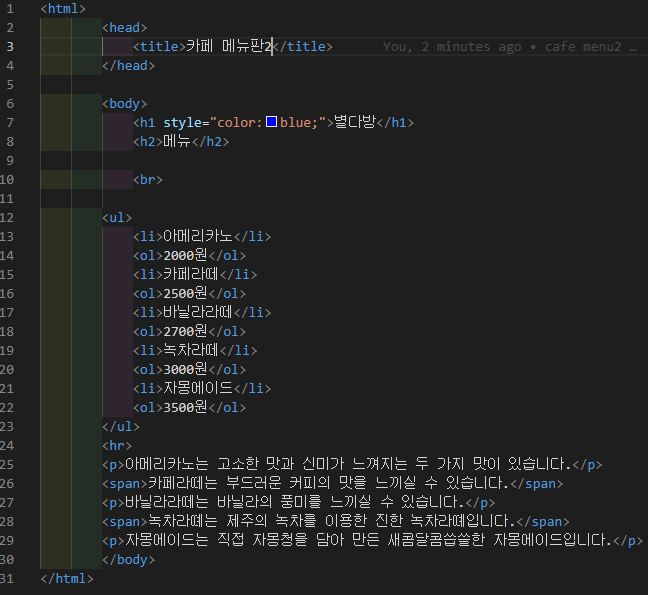 1 <html>
2 <head>
3 <title>카페 메뉴판2</title> You, 2 minutes ago • cafe menu2 …
4 </head>
5
6 <body>
7 <h1 style="color:blue;">별다방</h1>
8 <h2>메뉴</h2>
9
10 <br>
11
12 <ul>
13 <li>아메리카노</li>
14 <ol>2000원</ol>
15 <li>카페라떼</li>
16 <ol>2500원</ol>
17 <li>바닐라라떼</li>
18 <ol>2700원</ol>
19 <li>녹차라떼</li>
20 <ol>3000원</ol>
21 <li>자몽에이드</li>
22 <ol>3500원</ol>
23 </ul>
24 <hr>
25 <p>아메리카노는 고소한 맛과 신미가 느껴지는 두 가지 맛이 있습니다.</p>
26 <span>카페라떼는 부드러운 커피의 맛을 느끼실 수 있습니다.</span>
27 <p>바닐라라떼는 바닐라의 풍미를 느끼실 수 있습니다.</p>
28 <span>녹차라떼는 제주의 녹차를 이용한 진한 녹차라떼입니다.</span>
29 <p>자몽에이드는 직접 자몽청을 담아 만든 새콤달콤씁쓸한 자몽에이드입니다.</p>
30 </body>
31 </html>